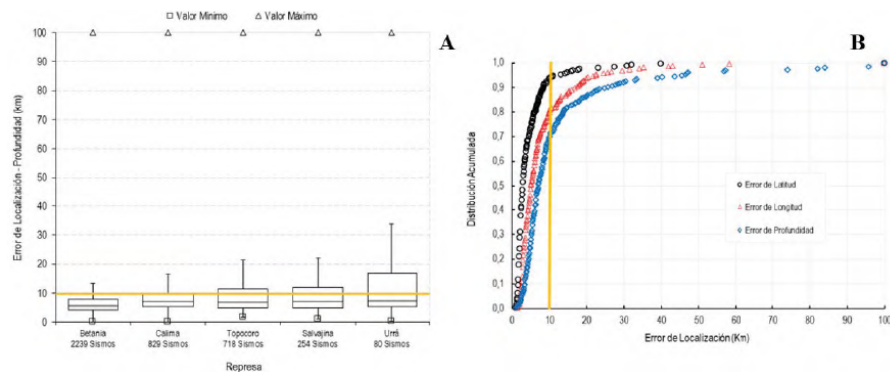 □ Valor Mínimo △ Valor Máximo
A
Error de Localización - Profundidad (km)
100
90
80
70
60
50
40
30
20
10
0
Betania Calima Topocoro Salvajina Urrá
2239 Sismos 829 Sismos 718 Sismos 254 Sismos 80 Sismos
Represa
B
Distribución Acumulada
1,0
0,9
0,8
0,7
0,6
0,5
0,4
0,3
0,2
0,1
0,0
Error de Latitud
Error de Longitud
Error de Profundidad
0 10 20 30 40 50 60 70 80 90 100
Error de Localización (Km)